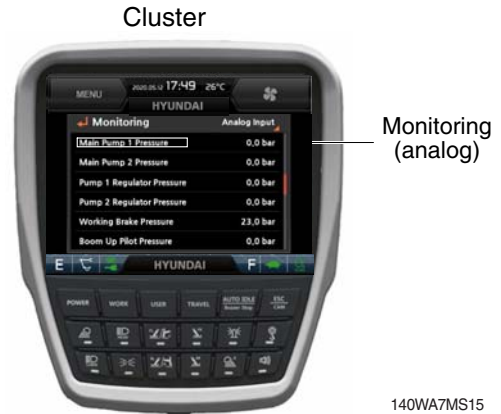 Cluster
MENU 2020.05.12 17:49 26°C
HYUNDAI
Monitoring Analog Input
Main Pump 1 Pressure 0,0 bar
Main Pump 2 Pressure 0,0 bar
Pump 1 Regulator Pressure 0,0 bar
Pump 2 Regulator Pressure 0,0 bar
Working Brake Pressure 23,0 bar
Boom Up Pilot Pressure 0,0 bar
Monitoring
(analog)
E HYUNDAI F
POWER WORK USER TRAVEL AUTO IDLE ESC
CAM
140WA7MS15